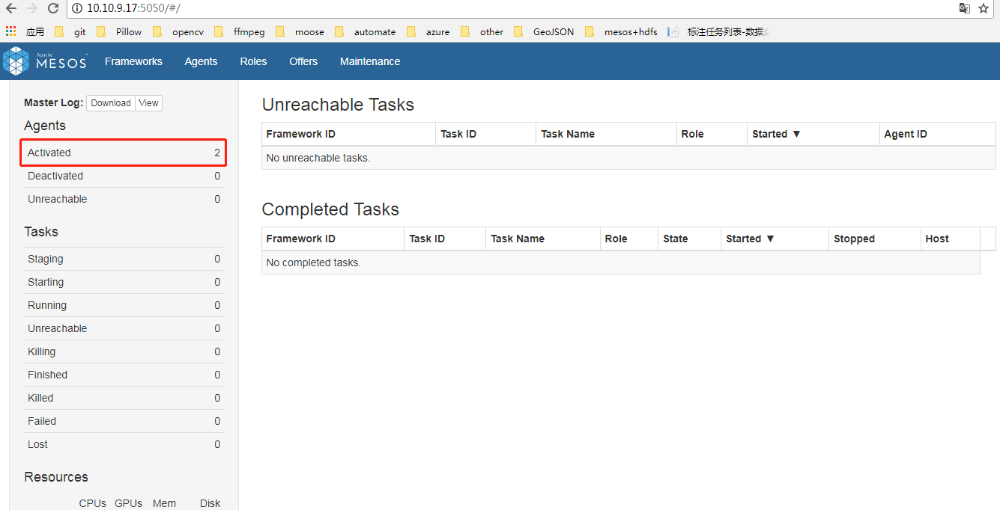 10.10.9.17:5050/#/
应用 git Pillow opencv ffmpeg moose automate azure other GeoJSON mesos+hdfs 标注任务列表-数据
Apache
MESOS™ Frameworks Agents Roles Offers Maintenance
Master Log: Download View
Agents
Activated 2
Deactivated 0
Unreachable 0
Tasks
Staging 0
Starting 0
Running 0
Unreachable 0
Killing 0
Finished 0
Killed 0
Failed 0
Lost 0
Resources
CPUs GPUs Mem Disk
Unreachable Tasks
Framework ID Task ID Task Name Role Started ▼ Agent ID
No unreachable tasks.
Completed Tasks
Framework ID Task ID Task Name Role State Started ▼ Stopped Host
No completed tasks.